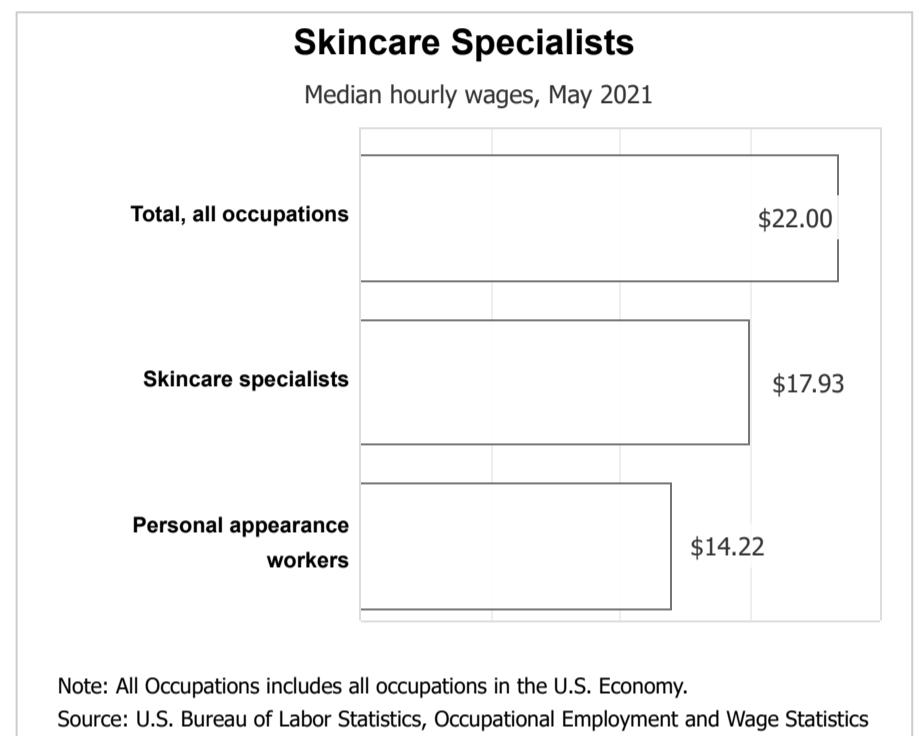 Skincare Specialists
Median hourly wages, May 2021
Total, all occupations
$22.00
Skincare specialists
$17.93
Personal appearance
workers
$14.22
Note: All Occupations includes all occupations in the U.S. Economy.
Source: U.S. Bureau of Labor Statistics, Occupational Employment and Wage Statistics